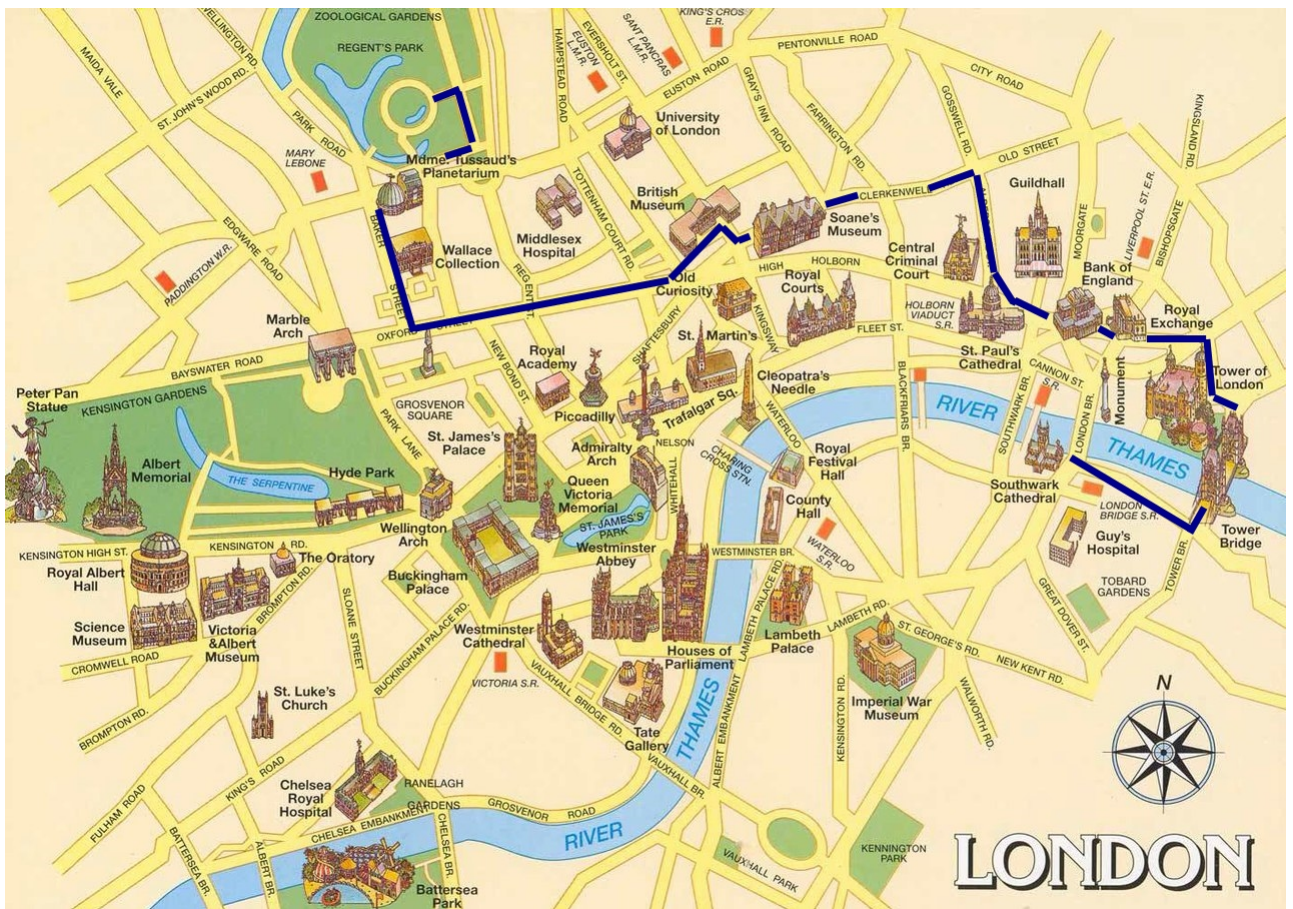 ZOOLOGICAL GARDENS
REGENT'S PARK
MAIDA VALE
WELLINGTON RD.
ST. JOHN'S WOOD RD.
PARK ROAD
MARY
LEBONE
HAMPSTEAD ROAD
EVERSHOLT ST.
EUSTON
L.M.R.
SANT PANCRAS
L.M.R.
KING'S CROS
E.R.
EUSTON ROAD
PENTONVILLE ROAD
GRAY'S INN ROAD
FARRINGTON RD.
GOSSWELL RD.
CITY ROAD
OLD STREET
KINGSLAND RD.
University
of London
Mdme. Tussaud's
Planetarium
British
Museum
Middlesex
Hospital
TOTTENHAM COURT RD.
Wallace
Collection
BAKER
STREET
REGENT ST.
EDGWARE ROAD
PADDINGTON W.R.
CLERKENWELL
Soane's
Museum
Guildhall
Central
Criminal
Court
MOORGATE
LIVERPOOL ST. E.R.
BISHOPSGATE
Bank of
England
Royal
Exchange
HIGH HOLBORN
Old
Curiosity
Royal
Courts
HOLBORN
VIADUCT
S.R.
FLEET ST.
KINGSWAY
SHAFTESBURY
St. Martin's
St. Paul's
Cathedral
CANNON ST.
S.R.
Monument
Tower of
London
Marble
Arch
OXFORD STREET
BAYSWATER ROAD
NEW BOND ST.
Royal
Academy
Piccadilly
Trafalgar Sq.
Cleopatra's
Needle
WATERLOO
BLACKFRIARS BR.
SOUTHWARK BR.
LONDON BR.
RIVER
THAMES
Peter Pan
Statue
KENSINGTON GARDENS
Albert
Memorial
THE SERPENTINE
Hyde Park
PARK LANE
GROSVENOR
SQUARE
St. James's
Palace
Admiralty
Arch
NELSON
WHITEHALL
CHARING
CROSS STN.
Royal
Festival
Hall
County
Hall
WATERLOO
S.R.
Southwark
Cathedral
LONDON
BRIDGE S.R.
Guy's
Hospital
Tower
Bridge
TOWER BR.
TOBARD
GARDENS
GREAT DOVER ST.
Queen
Victoria
Memorial
ST. JAMES'S
PARK
Wellington
Arch
Buckingham
Palace
Westminster
Abbey
WESTMINSTER BR.
LAMBETH PALACE RD.
KENSINGTON HIGH ST.
KENSINGTON RD.
The Oratory
Royal Albert
Hall
Science
Museum
Victoria
&Albert
Museum
BROMPTON RD.
SLOANE STREET
BUCKINGHAM PALACE RD.
CROMWELL ROAD
Westminster
Cathedral
VICTORIA S.R.
Houses of
Parliament
Lambeth
Palace
LAMBETH RD.
ST. GEORGE'S RD.
NEW KENT RD.
Imperial War
Museum
WALWORTH RD.
KENSINGTON RD.
VAUXHALL BRIDGE RD.
Tate
Gallery
THAMES
ALBERT EMBANKMENT
VAUXHALL BR.
St. Luke's
Church
BROMPTON RD.
KING'S ROAD
FULHAM ROAD
Chelsea
Royal
Hospital
RANELAGH
GARDENS
GROSVENOR ROAD
CHELSEA EMBANKMENT
RIVER
BATTERSEA BR.
ALBERT BR.
CHELSEA BR.
Battersea
Park
VAUXHALL PARK
KENNINGTON
PARK
N
LONDON